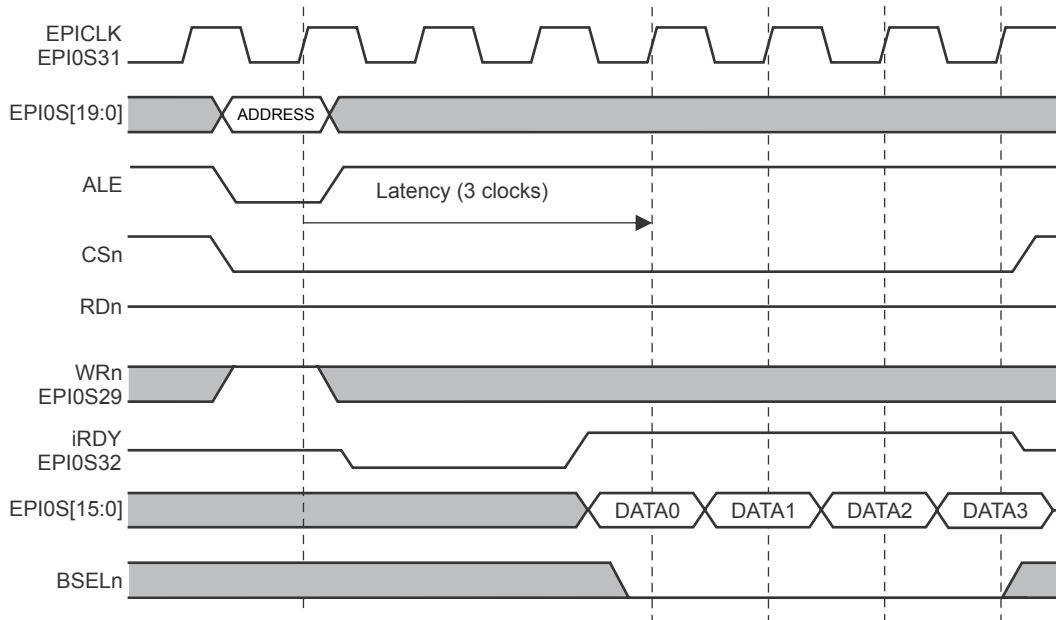 EPICLK
EPI0S31
EPI0S[19:0]
ADDRESS
ALE
Latency (3 clocks)
CSn
RDn
WRn
EPI0S29
iRDY
EPI0S32
EPI0S[15:0]
DATA0 DATA1 DATA2 DATA3
BSELn